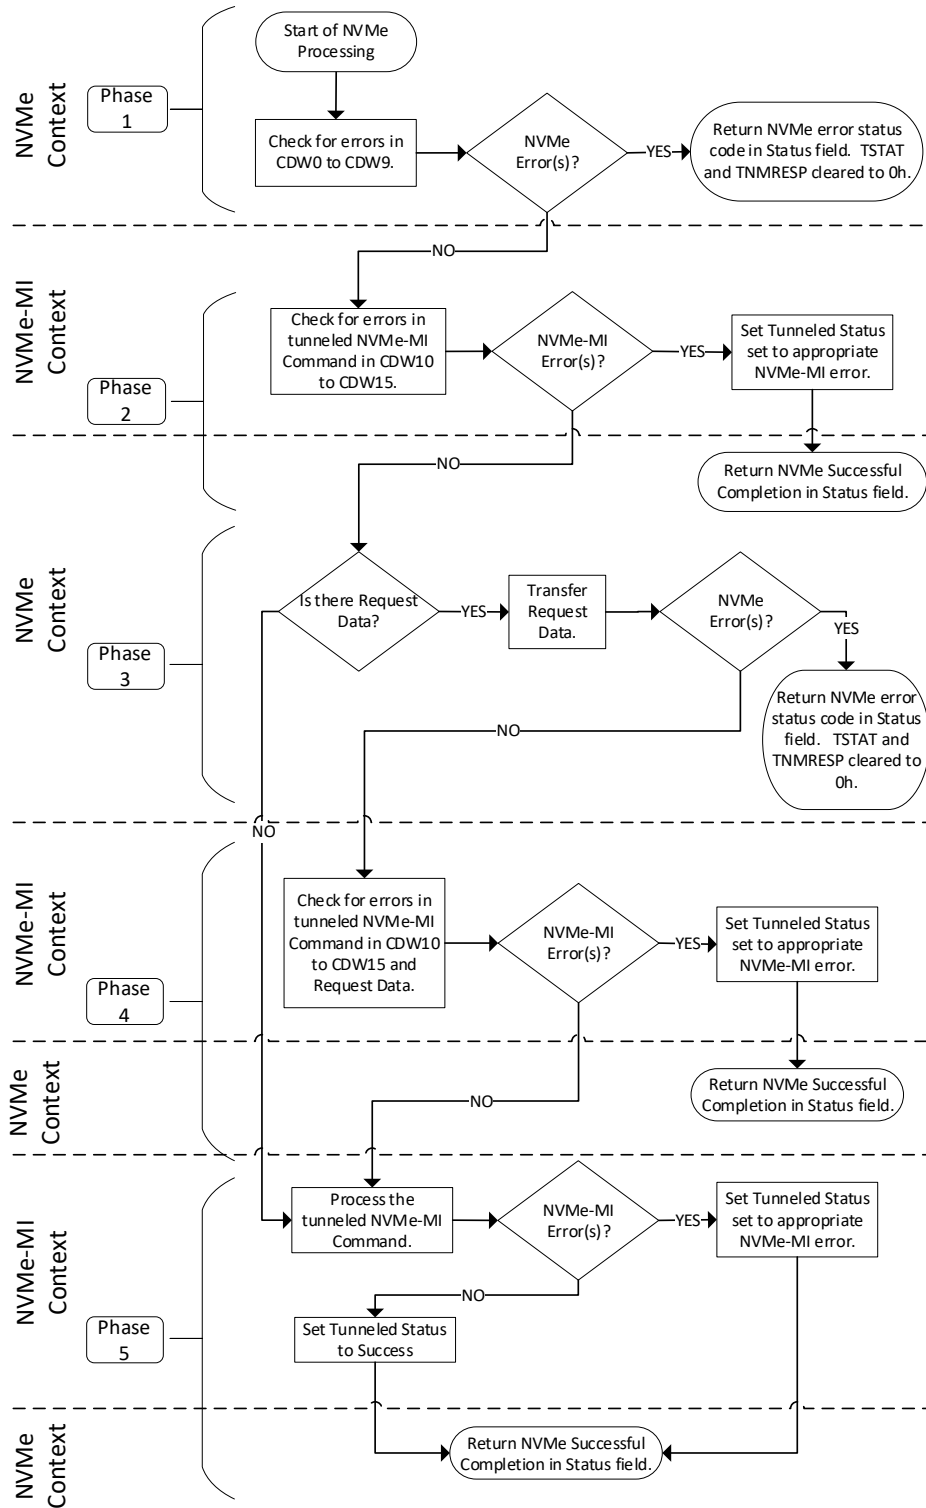 NVMe
Context
Phase
1
Start of NVMe
Processing
Check for errors in
CDW0 to CDW9.
NVMe
Error(s)?
YES
Return NVMe error status
code in Status field.  TSTAT
and TNMRESP cleared to 0h.
NO
NVMe-MI
Context
Phase
2
Check for errors in
tunneled NVMe-MI
Command in CDW10
to CDW15.
NVMe-MI
Error(s)?
YES
Set Tunneled Status
set to appropriate
NVMe-MI error.
NO
Return NVMe Successful
Completion in Status field.
NVMe
Context
Phase
3
Is there Request
Data?
YES
Transfer
Request
Data.
NVMe
Error(s)?
YES
Return NVMe error
status code in Status
field.  TSTAT and
TNMRESP cleared to
0h.
NO
NO
NVMe-MI
Context
Phase
4
Check for errors in
tunneled NVMe-MI
Command in CDW10
to CDW15 and
Request Data.
NVMe-MI
Error(s)?
YES
Set Tunneled Status
set to appropriate
NVMe-MI error.
NVMe
Context
NO
Return NVMe Successful
Completion in Status field.
NVMe-MI
Context
Phase
5
Process the
tunneled NVMe-MI
Command.
NVMe-MI
Error(s)?
YES
Set Tunneled Status
set to appropriate
NVMe-MI error.
NO
Set Tunneled Status
to Success
NVMe
Context
Return NVMe Successful
Completion in Status field.